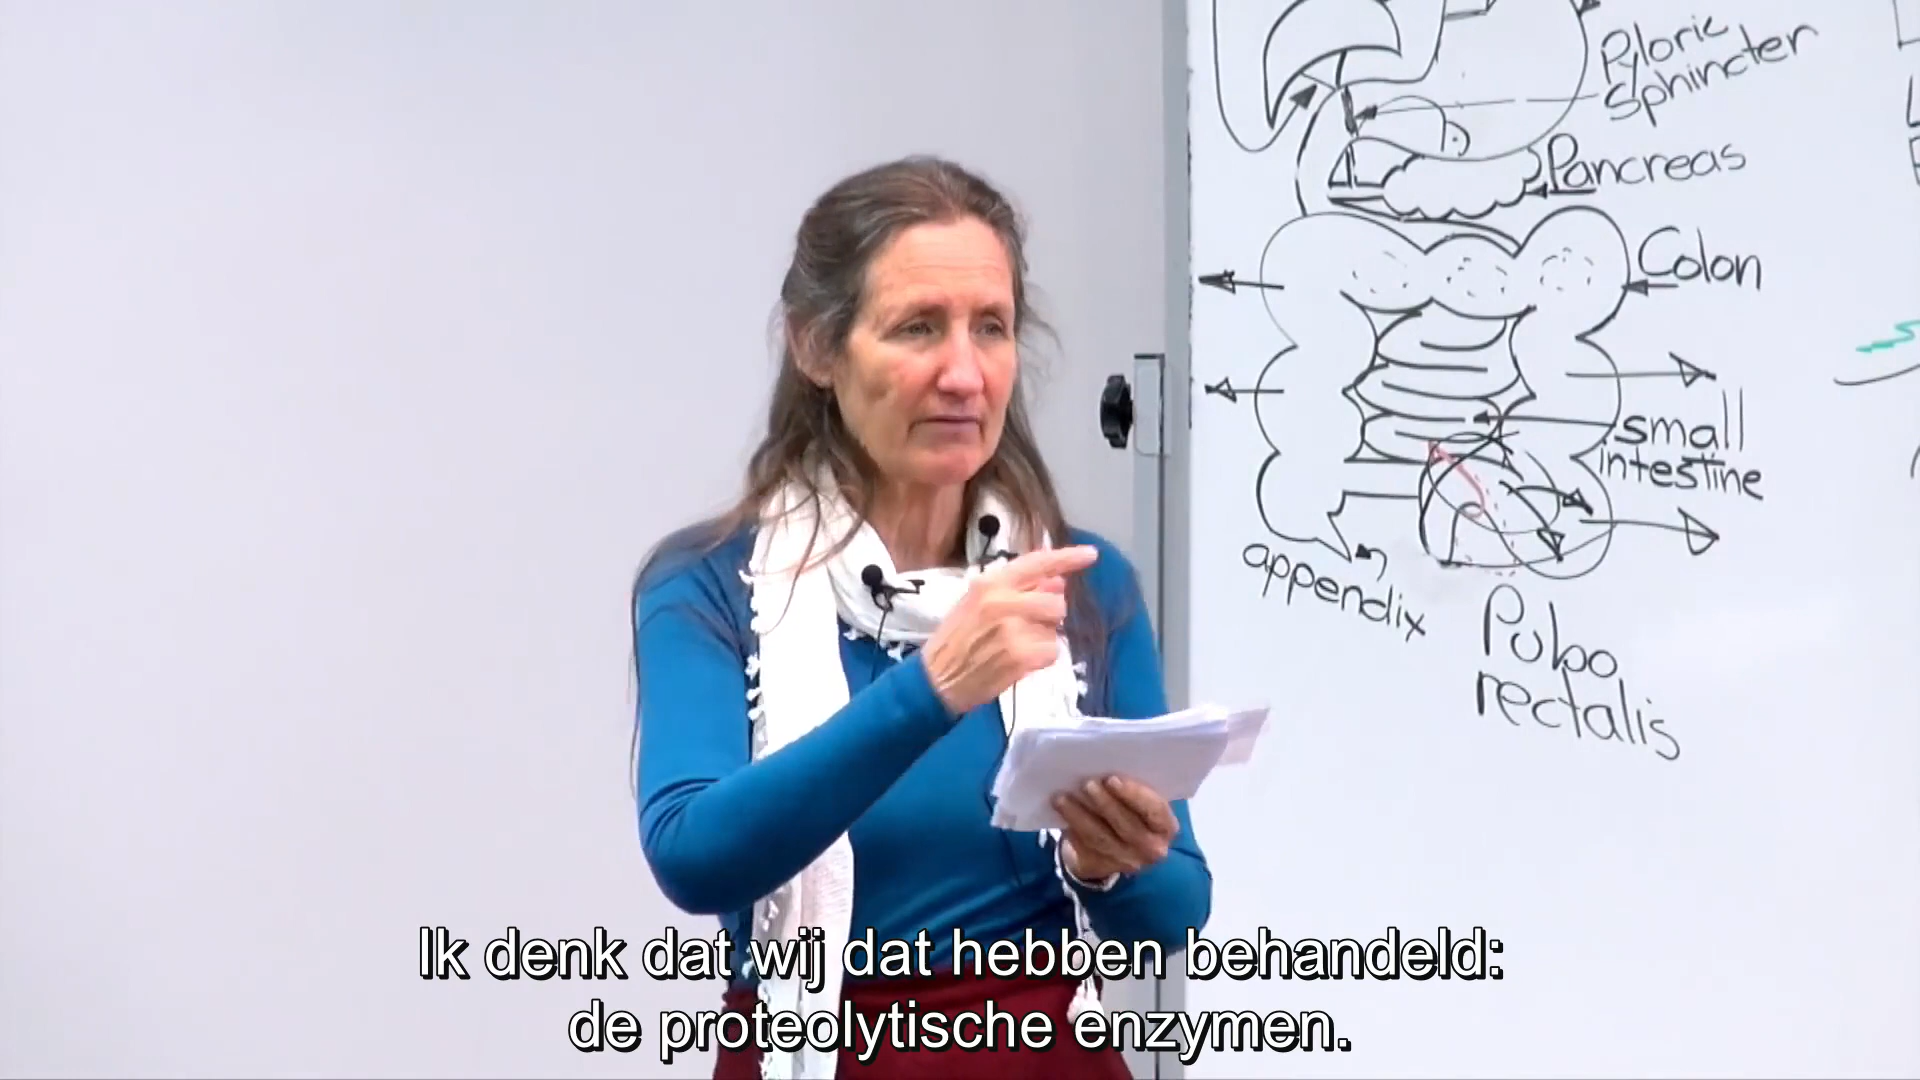 Pyloric
Sphincter
Pancreas
Colon
small
intestine
appendix
Pubo
rectalis
Ik denk dat wij dat hebben behandeld:
de proteolytische enzymen.